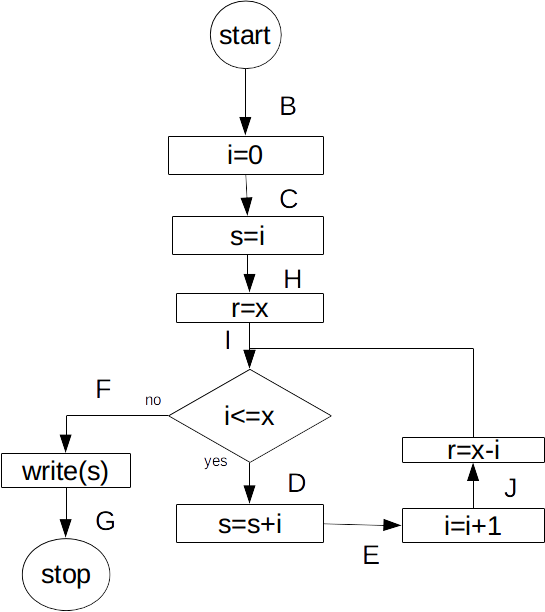 start
B
i=0
C
s=i
H
r=x
I
F
no
i<=x
yes
write(s)
r=x-i
D
J
G
s=s+i
i=i+1
E
stop